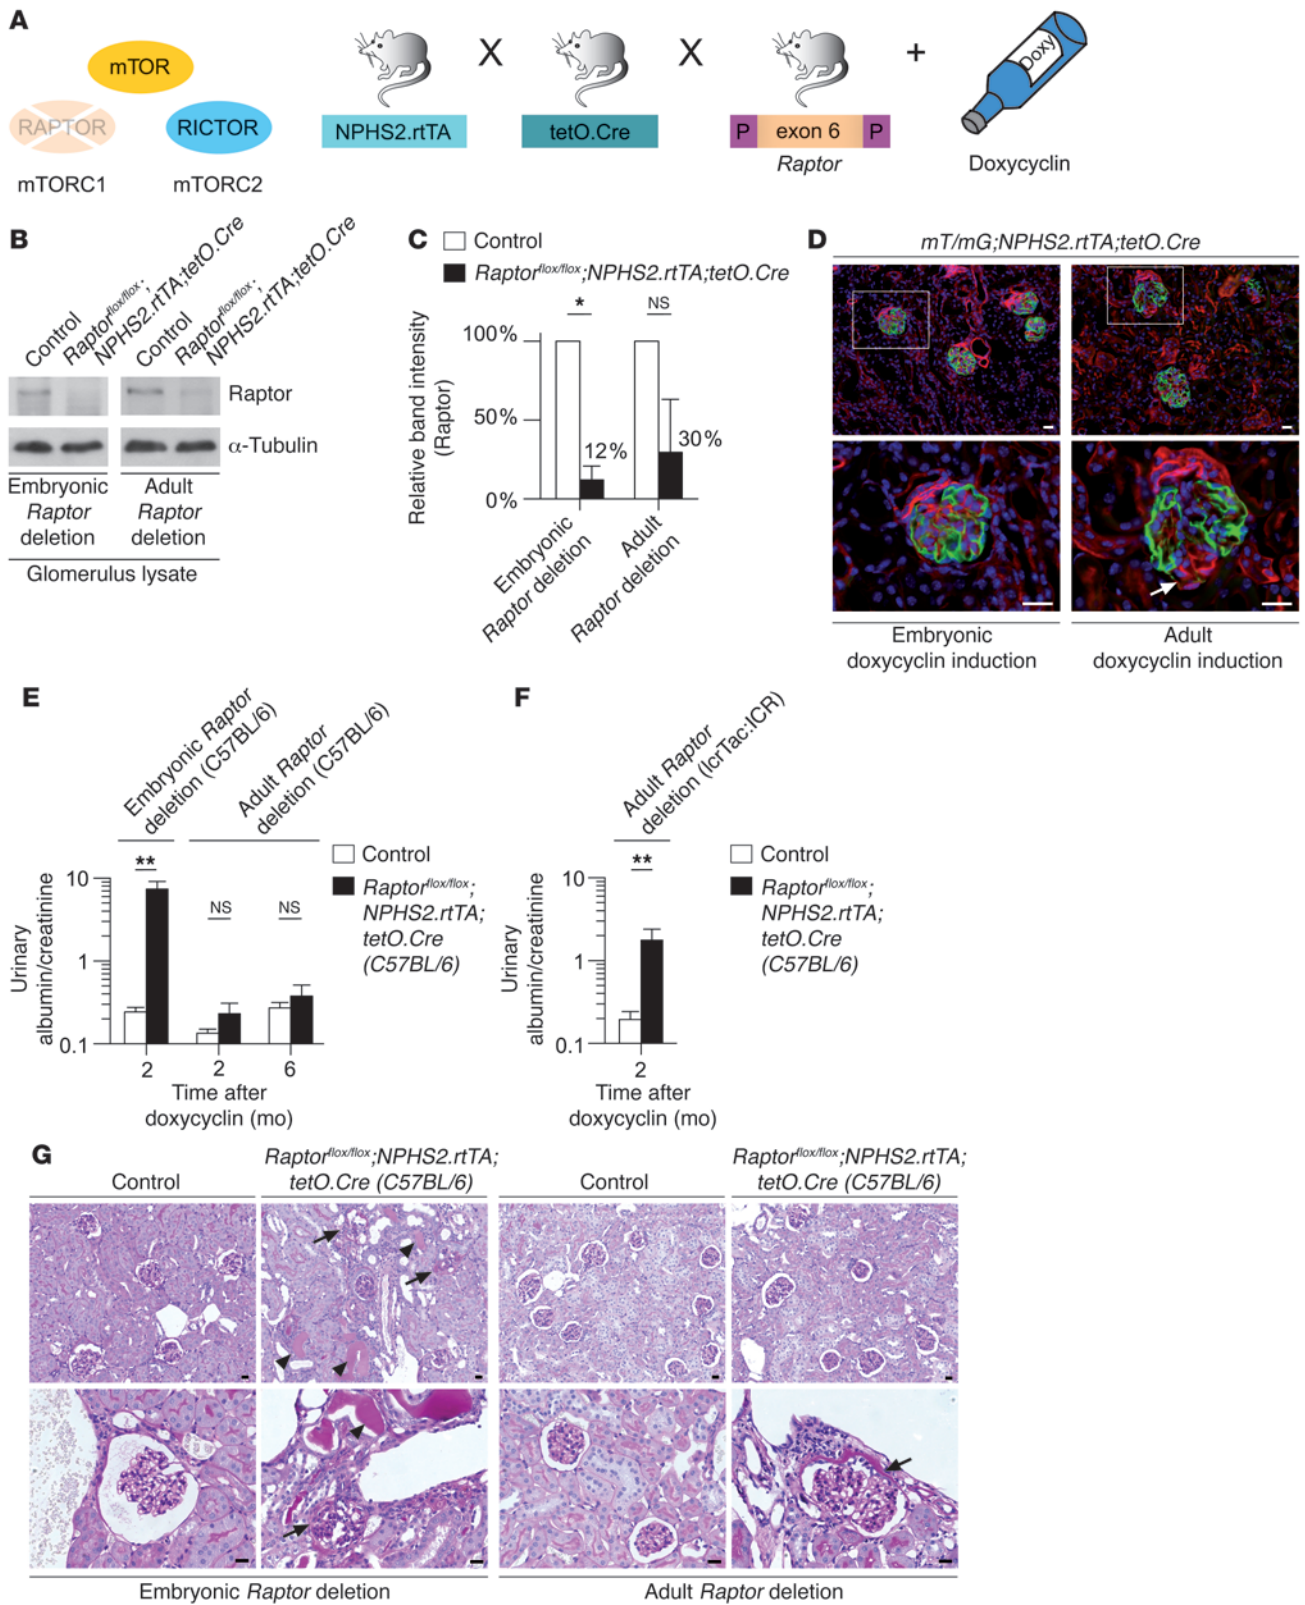 A
mTOR
RAPTOR
RICTOR
mTORC1
mTORC2
NPHS2.rtTA
X
tetO.Cre
X
P
exon 6
P
Raptor
+
Doxy
Doxycyclin
B
Control
Raptorflox/flox;
NPHS2.rtTA;tetO.Cre
Control
Raptorflox/flox;
NPHS2.rtTA;tetO.Cre
Raptor
α-Tubulin
Embryonic
Raptor
deletion
Adult
Raptor
deletion
Glomerulus lysate
C
Control
Raptorflox/flox;NPHS2.rtTA;tetO.Cre
Relative band intensity
(Raptor)
100%
50%
0%
*
NS
12%
30%
Embryonic
Raptor deletion
Adult
Raptor deletion
D
mT/mG;NPHS2.rtTA;tetO.Cre
Embryonic
doxycyclin induction
Adult
doxycyclin induction
E
Embryonic Raptor
deletion (C57BL/6)
Adult Raptor
deletion (C57BL/6)
Control
Raptorflox/flox;
NPHS2.rtTA;
tetO.Cre
(C57BL/6)
Urinary
albumin/creatinine
10
1
0.1
**
NS
NS
2
2
6
Time after
doxycyclin (mo)
F
Adult Raptor
deletion (IcrTac:ICR)
Control
Raptorflox/flox;
NPHS2.rtTA;
tetO.Cre
(C57BL/6)
Urinary
albumin/creatinine
10
1
0.1
**
2
Time after
doxycyclin (mo)
G
Control
Raptorflox/flox;NPHS2.rtTA;
tetO.Cre (C57BL/6)
Control
Raptorflox/flox;NPHS2.rtTA;
tetO.Cre (C57BL/6)
Embryonic Raptor deletion
Adult Raptor deletion